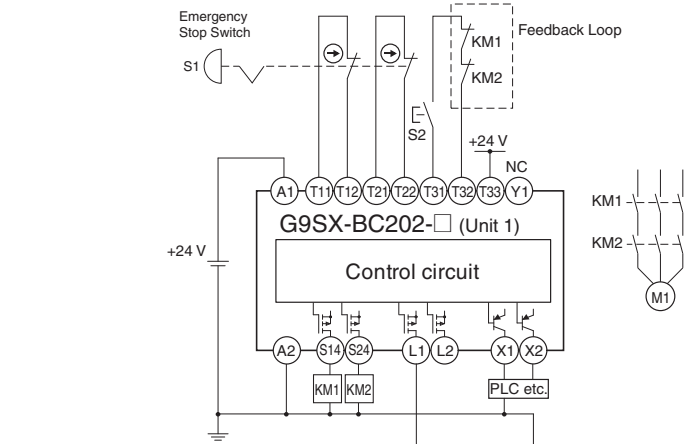 Emergency
Stop Switch
S1
KM1
KM2
Feedback Loop
S2
+24 V
NC
A1 T11 T12 T21 T22 T31 T32 T33 Y1
G9SX-BC202-□ (Unit 1)
KM1
KM2
+24 V
Control circuit
M1
A2 S14 S24 L1 L2 X1 X2
KM1 KM2 PLC etc.